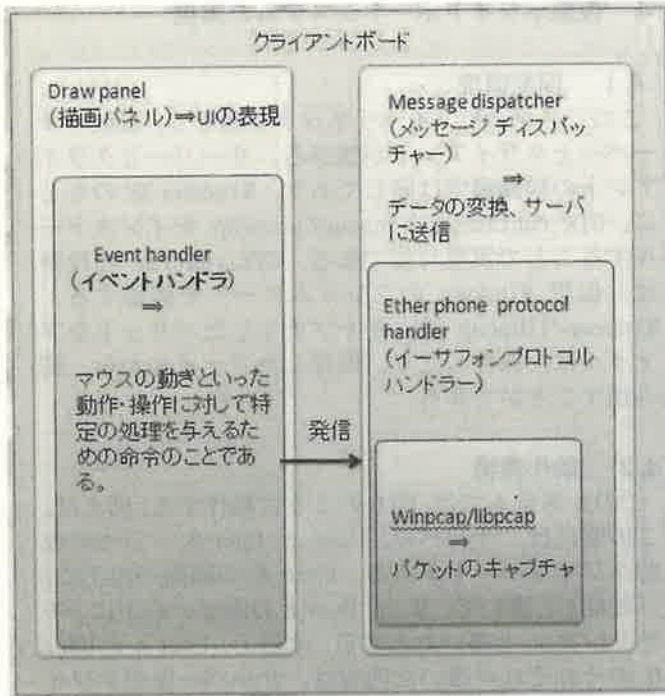 クライアントボード
Draw panel
(描画パネル)⇒UIの表現
Event handler
(イベントハンドラ)
⇒
マウスの動きといった
動作・操作に対して特
定の処理を与えるた
めの命令のことであ
る。
発信
Message dispatcher
(メッセージ ディスパッ
チャー)
⇒
データの変換、サーバ
に送信
Ether phone protocol
handler
(イーサフォンプロトコル
ハンドラー)
Winpcap/libpcap
⇒
パケットのキャプチャ